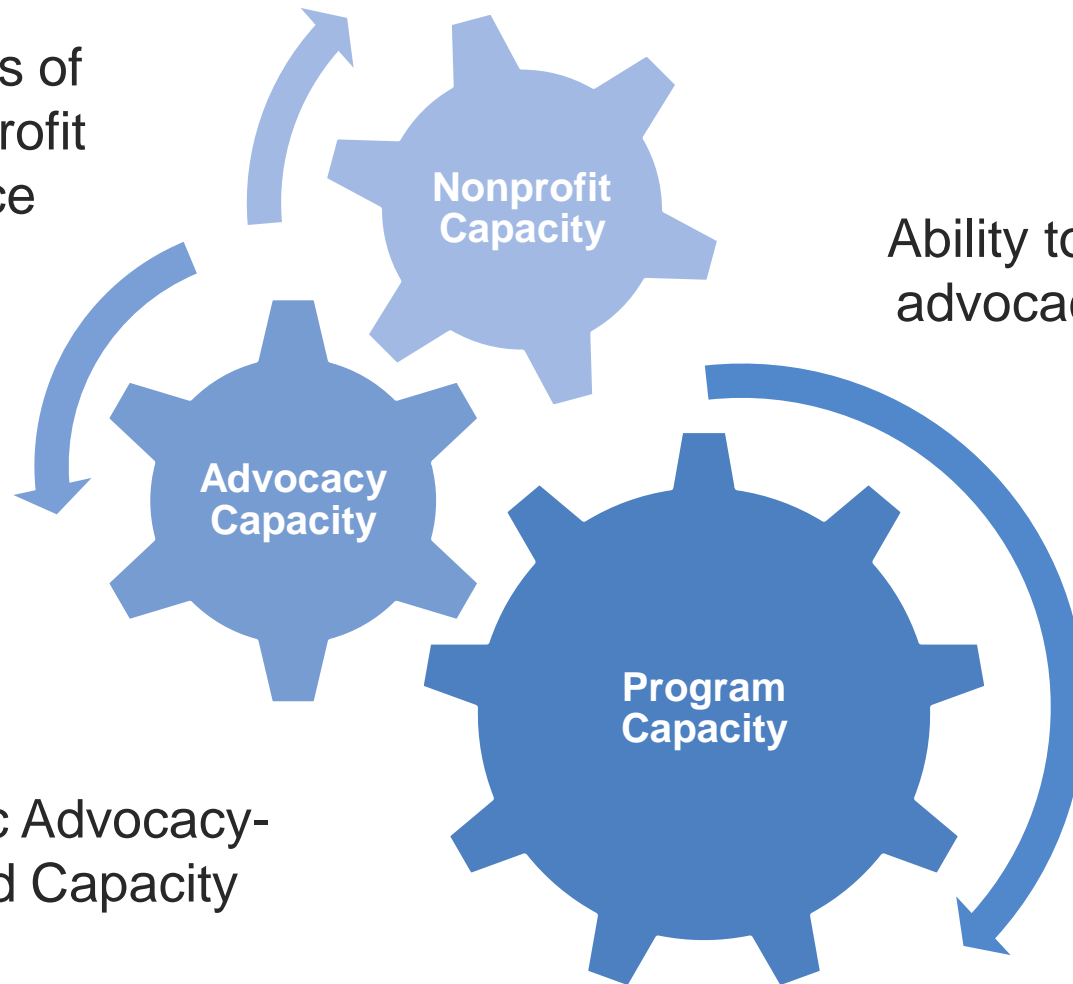 s of
rofit
ce
Nonprofit
Capacity
Ability to
advocac
Advocacy
Capacity
Program
Capacity
c Advocacy-
d Capacity